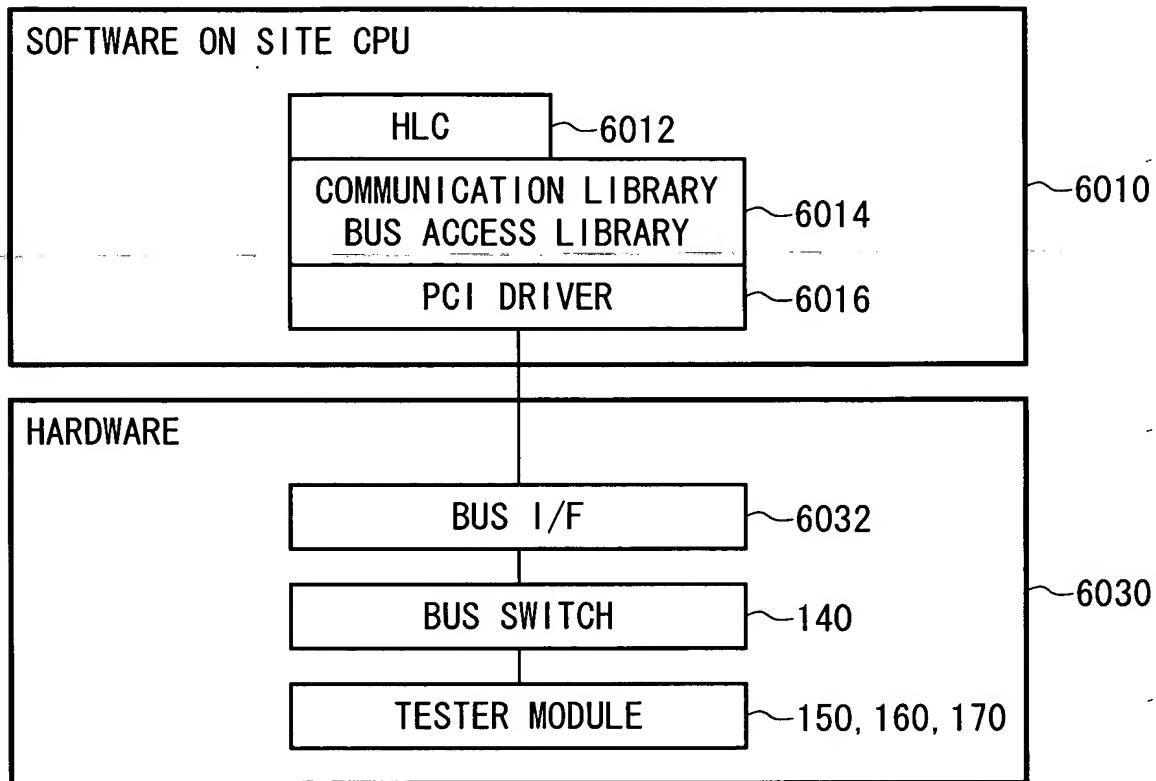 SOFTWARE ON SITE CPU
HLC
6012
COMMUNICATION LIBRARY
BUS ACCESS LIBRARY
6014
6010
PCI DRIVER
6016
HARDWARE
BUS I/F
6032
BUS SWITCH
140
6030
TESTER MODULE
150, 160, 170